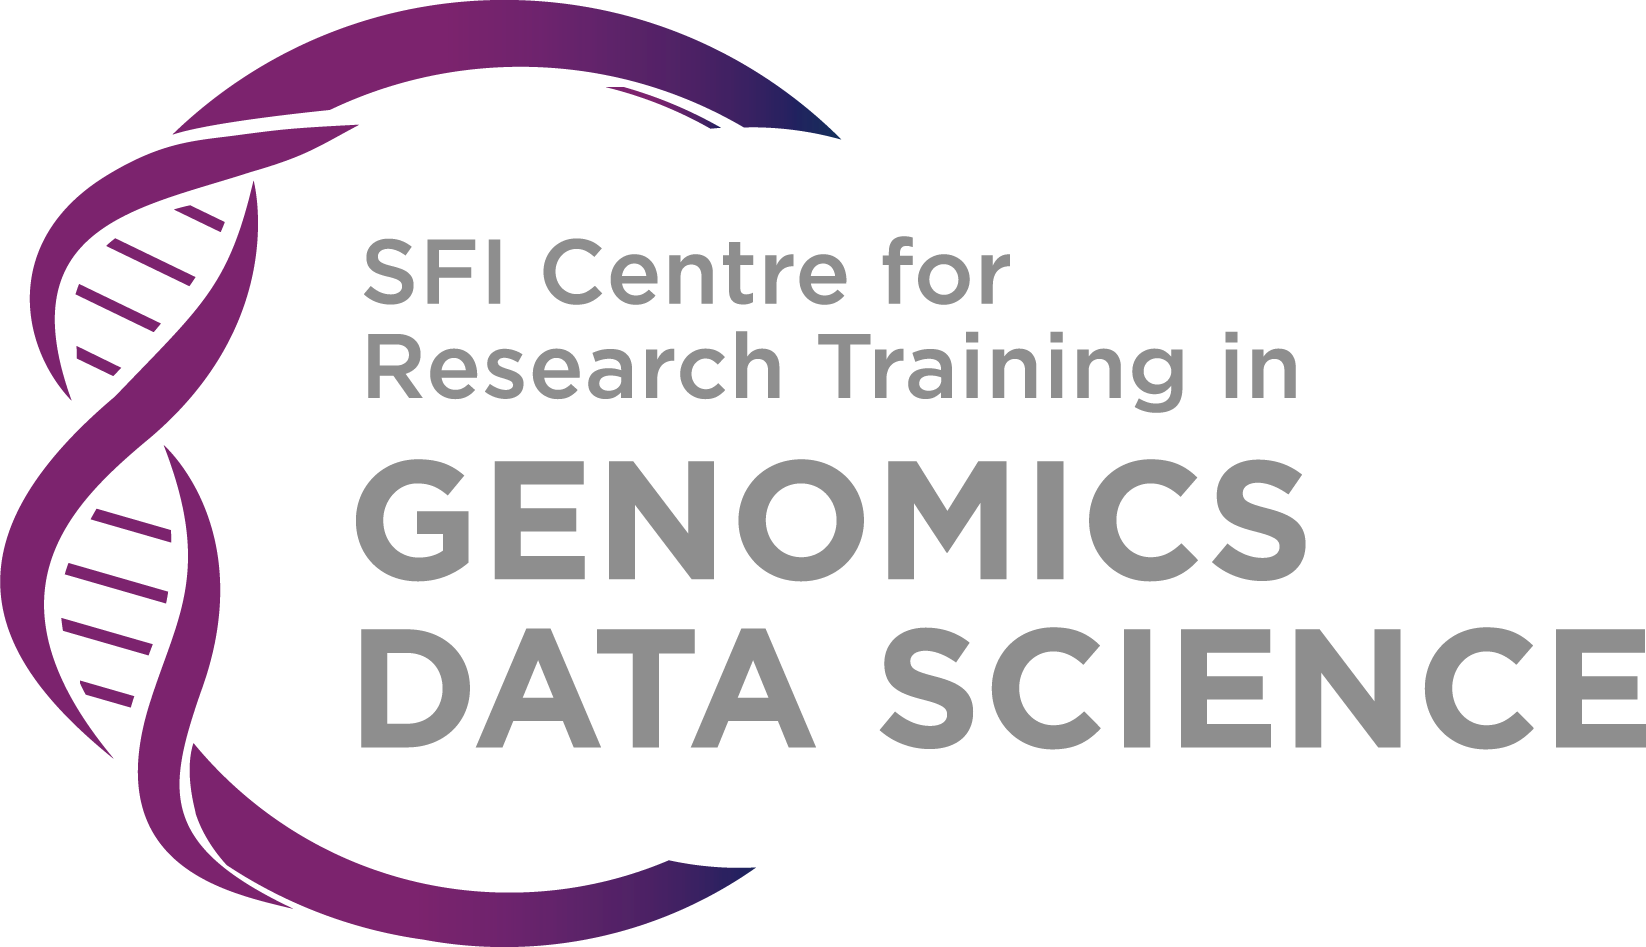 SFI Centre for
Research Training in
GENOMICS
DATA SCIENCE